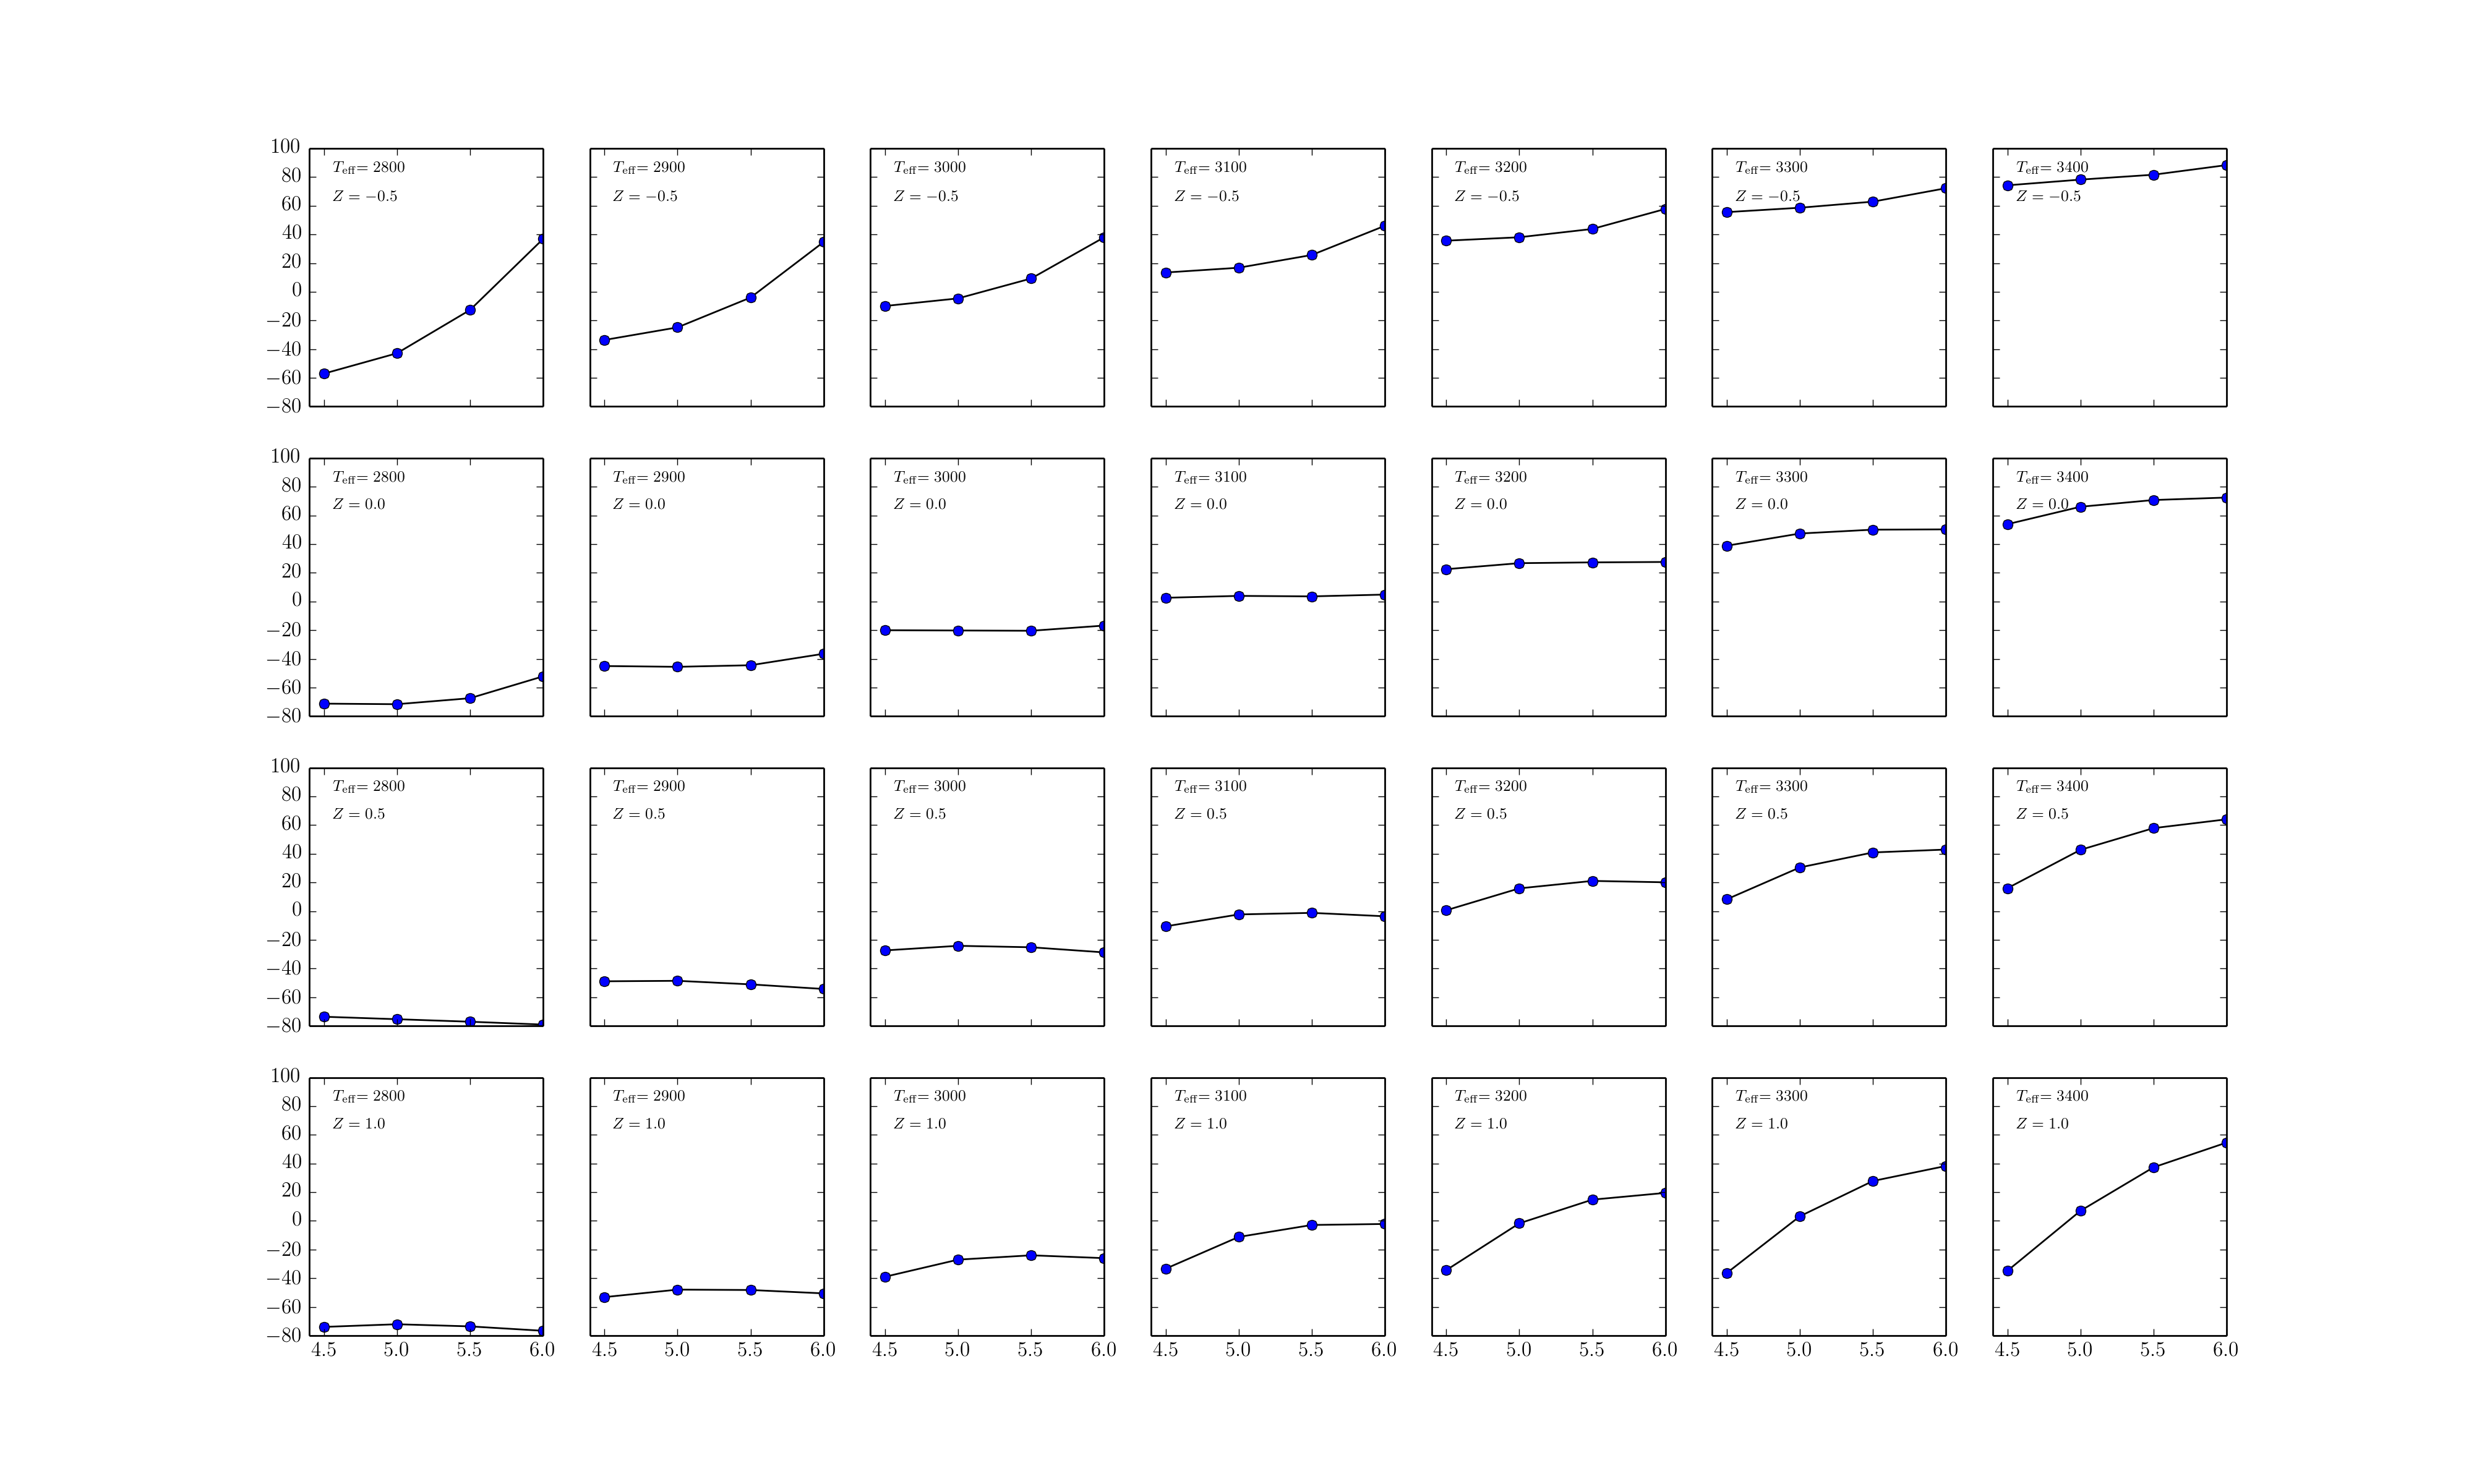 100
80
60
40
20
0
−20
−40
−60
−80
T_eff = 2800
Z = −0.5
T_eff = 2900
Z = −0.5
T_eff = 3000
Z = −0.5
T_eff = 3100
Z = −0.5
T_eff = 3200
Z = −0.5
T_eff = 3300
Z = −0.5
T_eff = 3400
Z = −0.5
100
80
60
40
20
0
−20
−40
−60
−80
T_eff = 2800
Z = 0.0
T_eff = 2900
Z = 0.0
T_eff = 3000
Z = 0.0
T_eff = 3100
Z = 0.0
T_eff = 3200
Z = 0.0
T_eff = 3300
Z = 0.0
T_eff = 3400
Z = 0.0
100
80
60
40
20
0
−20
−40
−60
−80
T_eff = 2800
Z = 0.5
T_eff = 2900
Z = 0.5
T_eff = 3000
Z = 0.5
T_eff = 3100
Z = 0.5
T_eff = 3200
Z = 0.5
T_eff = 3300
Z = 0.5
T_eff = 3400
Z = 0.5
100
80
60
40
20
0
−20
−40
−60
−80
T_eff = 2800
Z = 1.0
T_eff = 2900
Z = 1.0
T_eff = 3000
Z = 1.0
T_eff = 3100
Z = 1.0
T_eff = 3200
Z = 1.0
T_eff = 3300
Z = 1.0
T_eff = 3400
Z = 1.0
4.5 5.0 5.5 6.0 4.5 5.0 5.5 6.0 4.5 5.0 5.5 6.0 4.5 5.0 5.5 6.0 4.5 5.0 5.5 6.0 4.5 5.0 5.5 6.0 4.5 5.0 5.5 6.0